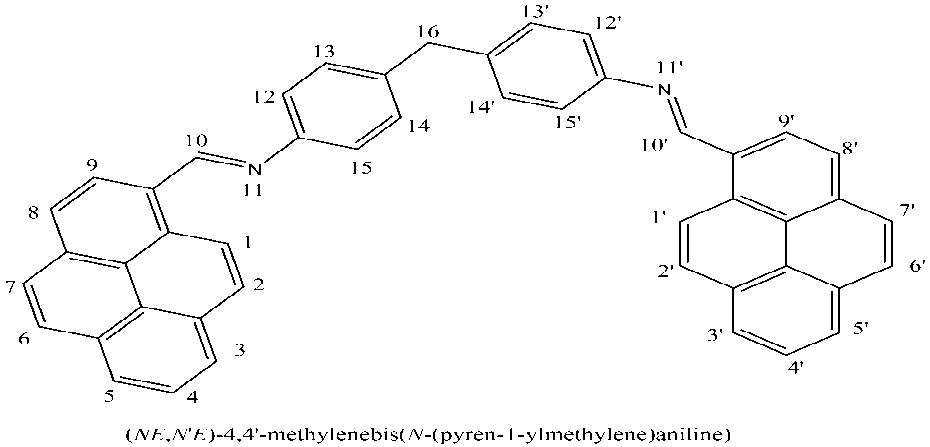 13' 12'
16
13 11'
N
12 14' 15' 9'
10 14 10' 8'
9 N 15
11
8 1' 7'
1
7 2 2' 6'
6 3 3' 5'
5 4 4'
(NE,N'E)-4,4'-methylenebis(N-(pyren-1-ylmethylene)aniline)